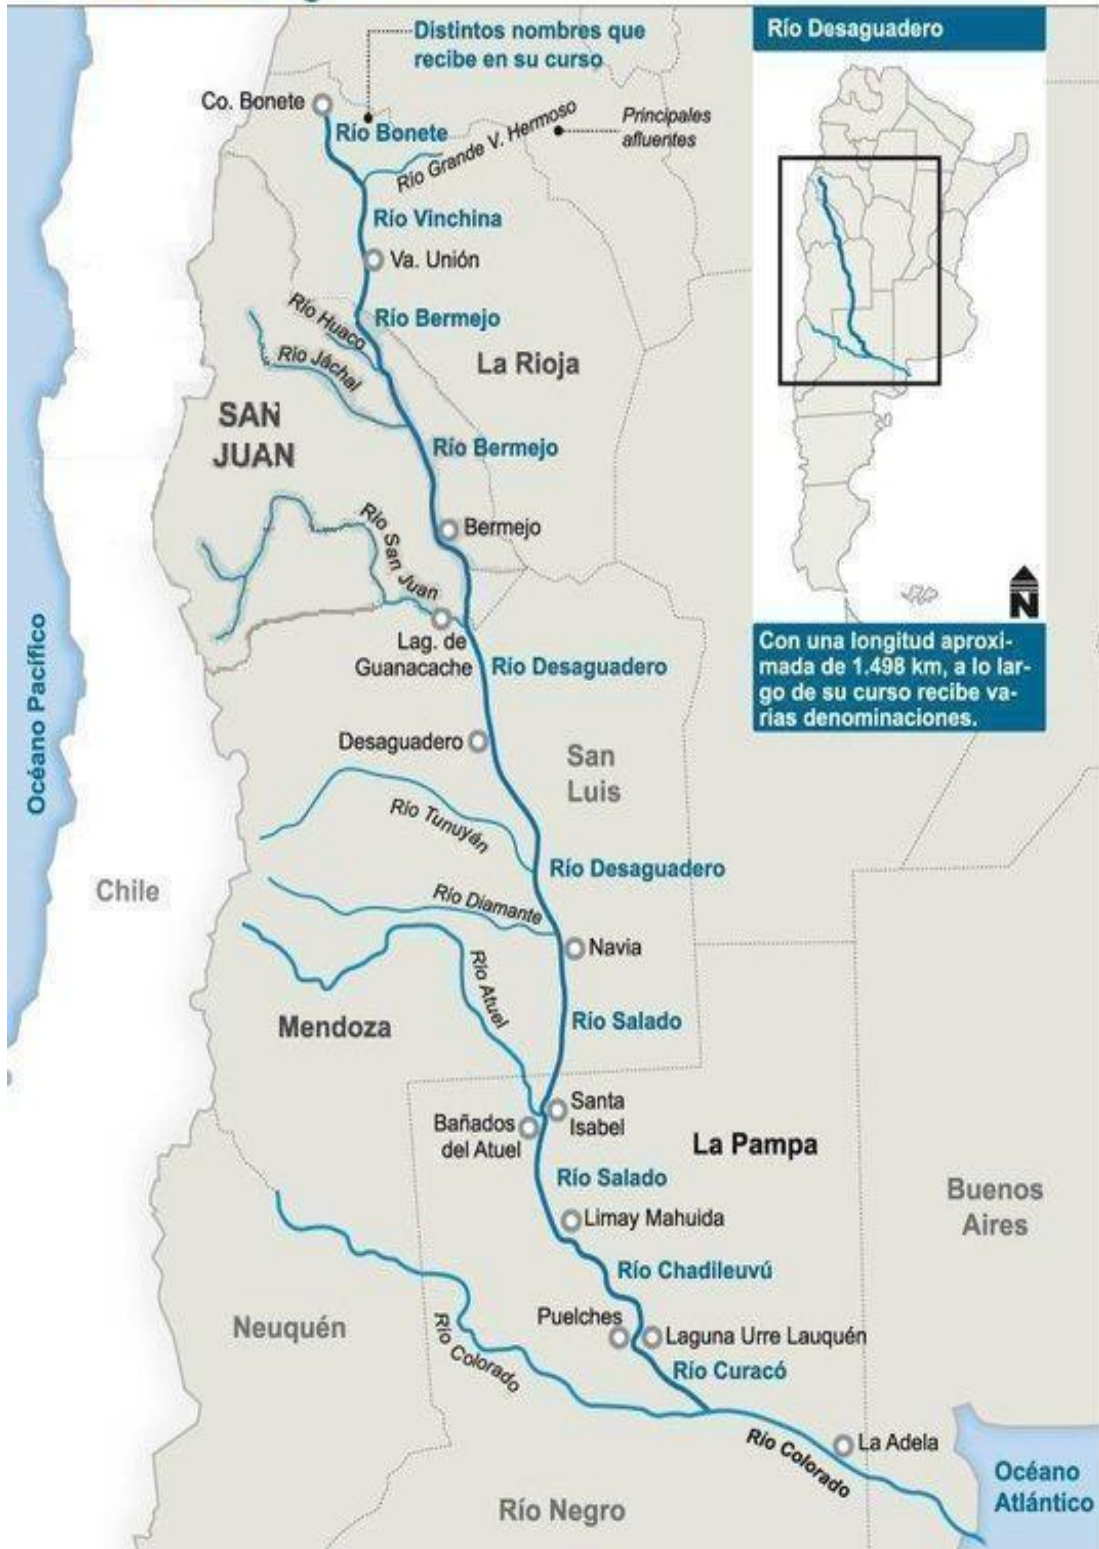 Distintos nombres que
recibe en su curso
Río Desaguadero
Co. Bonete
Río Bonete
Río Grande V. Hermoso
Principales
afluentes
Río Vinchina
Va. Unión
Río Huaco
Río Bermejo
Río Jáchal
La Rioja
SAN
JUAN
Río Bermejo
Río San Juan
Bermejo
N
Lag. de
Guanacache
Río Desaguadero
Con una longitud aproxi-
mada de 1.498 km, a lo lar-
go de su curso recibe va-
rias denominaciones.
Océano Pacífico
Desaguadero
San
Luis
Río Tunuyán
Río Desaguadero
Chile
Río Diamante
Navia
Río Atuel
Mendoza
Río Salado
Santa
Isabel
Bañados
del Atuel
La Pampa
Río Salado
Buenos
Aires
Limay Mahuida
Río Chadileuvú
Neuquén
Puelches
Laguna Urre Lauquén
Río Colorado
Río Curacó
Río Colorado
La Adela
Océano
Atlántico
Río Negro